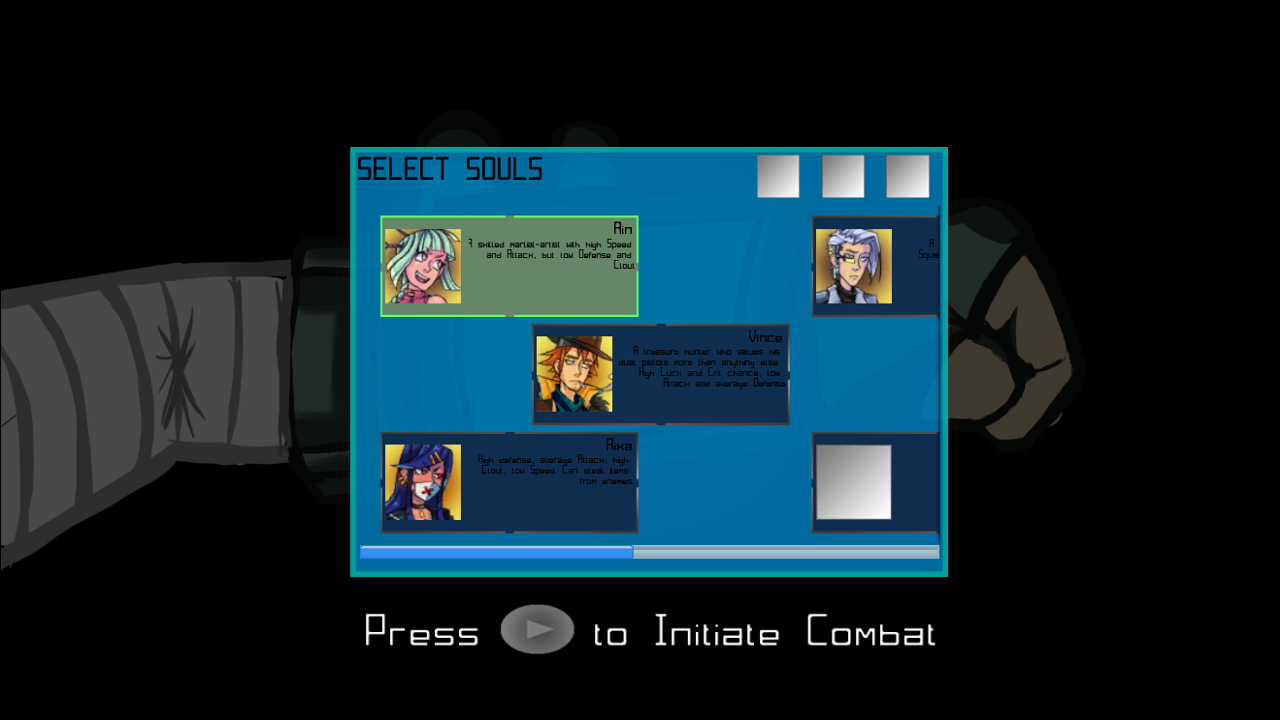 SELECT SOULS
Rin
A skilled martial-artist with high Speed
and Attack, but low Defense and
Clout
A
Squis
Vince
A treasure hunter who values his
dual pistols more than anything else.
High Luck and Crit chance, low
Attack and average Defense
Rika
High defense, average Attack, high
Clout, low Speed. Can steal items
from enemies.
Press to Initiate Combat